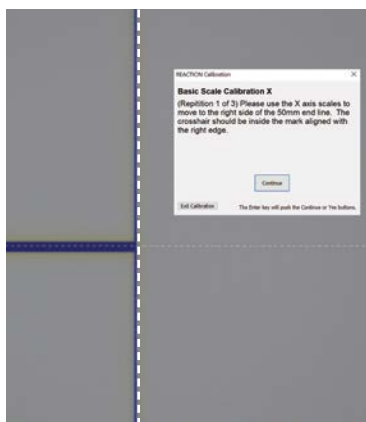 REACTION Calibration
Basic Scale Calibration X
(Repitition 1 of 3) Please use the X axis scales to
move to the right side of the 50mm end line. The
crosshair should be inside the mark aligned with
the right edge.
Continue
Exit Calibration
The Enter key will push the Continue or Yes buttons.